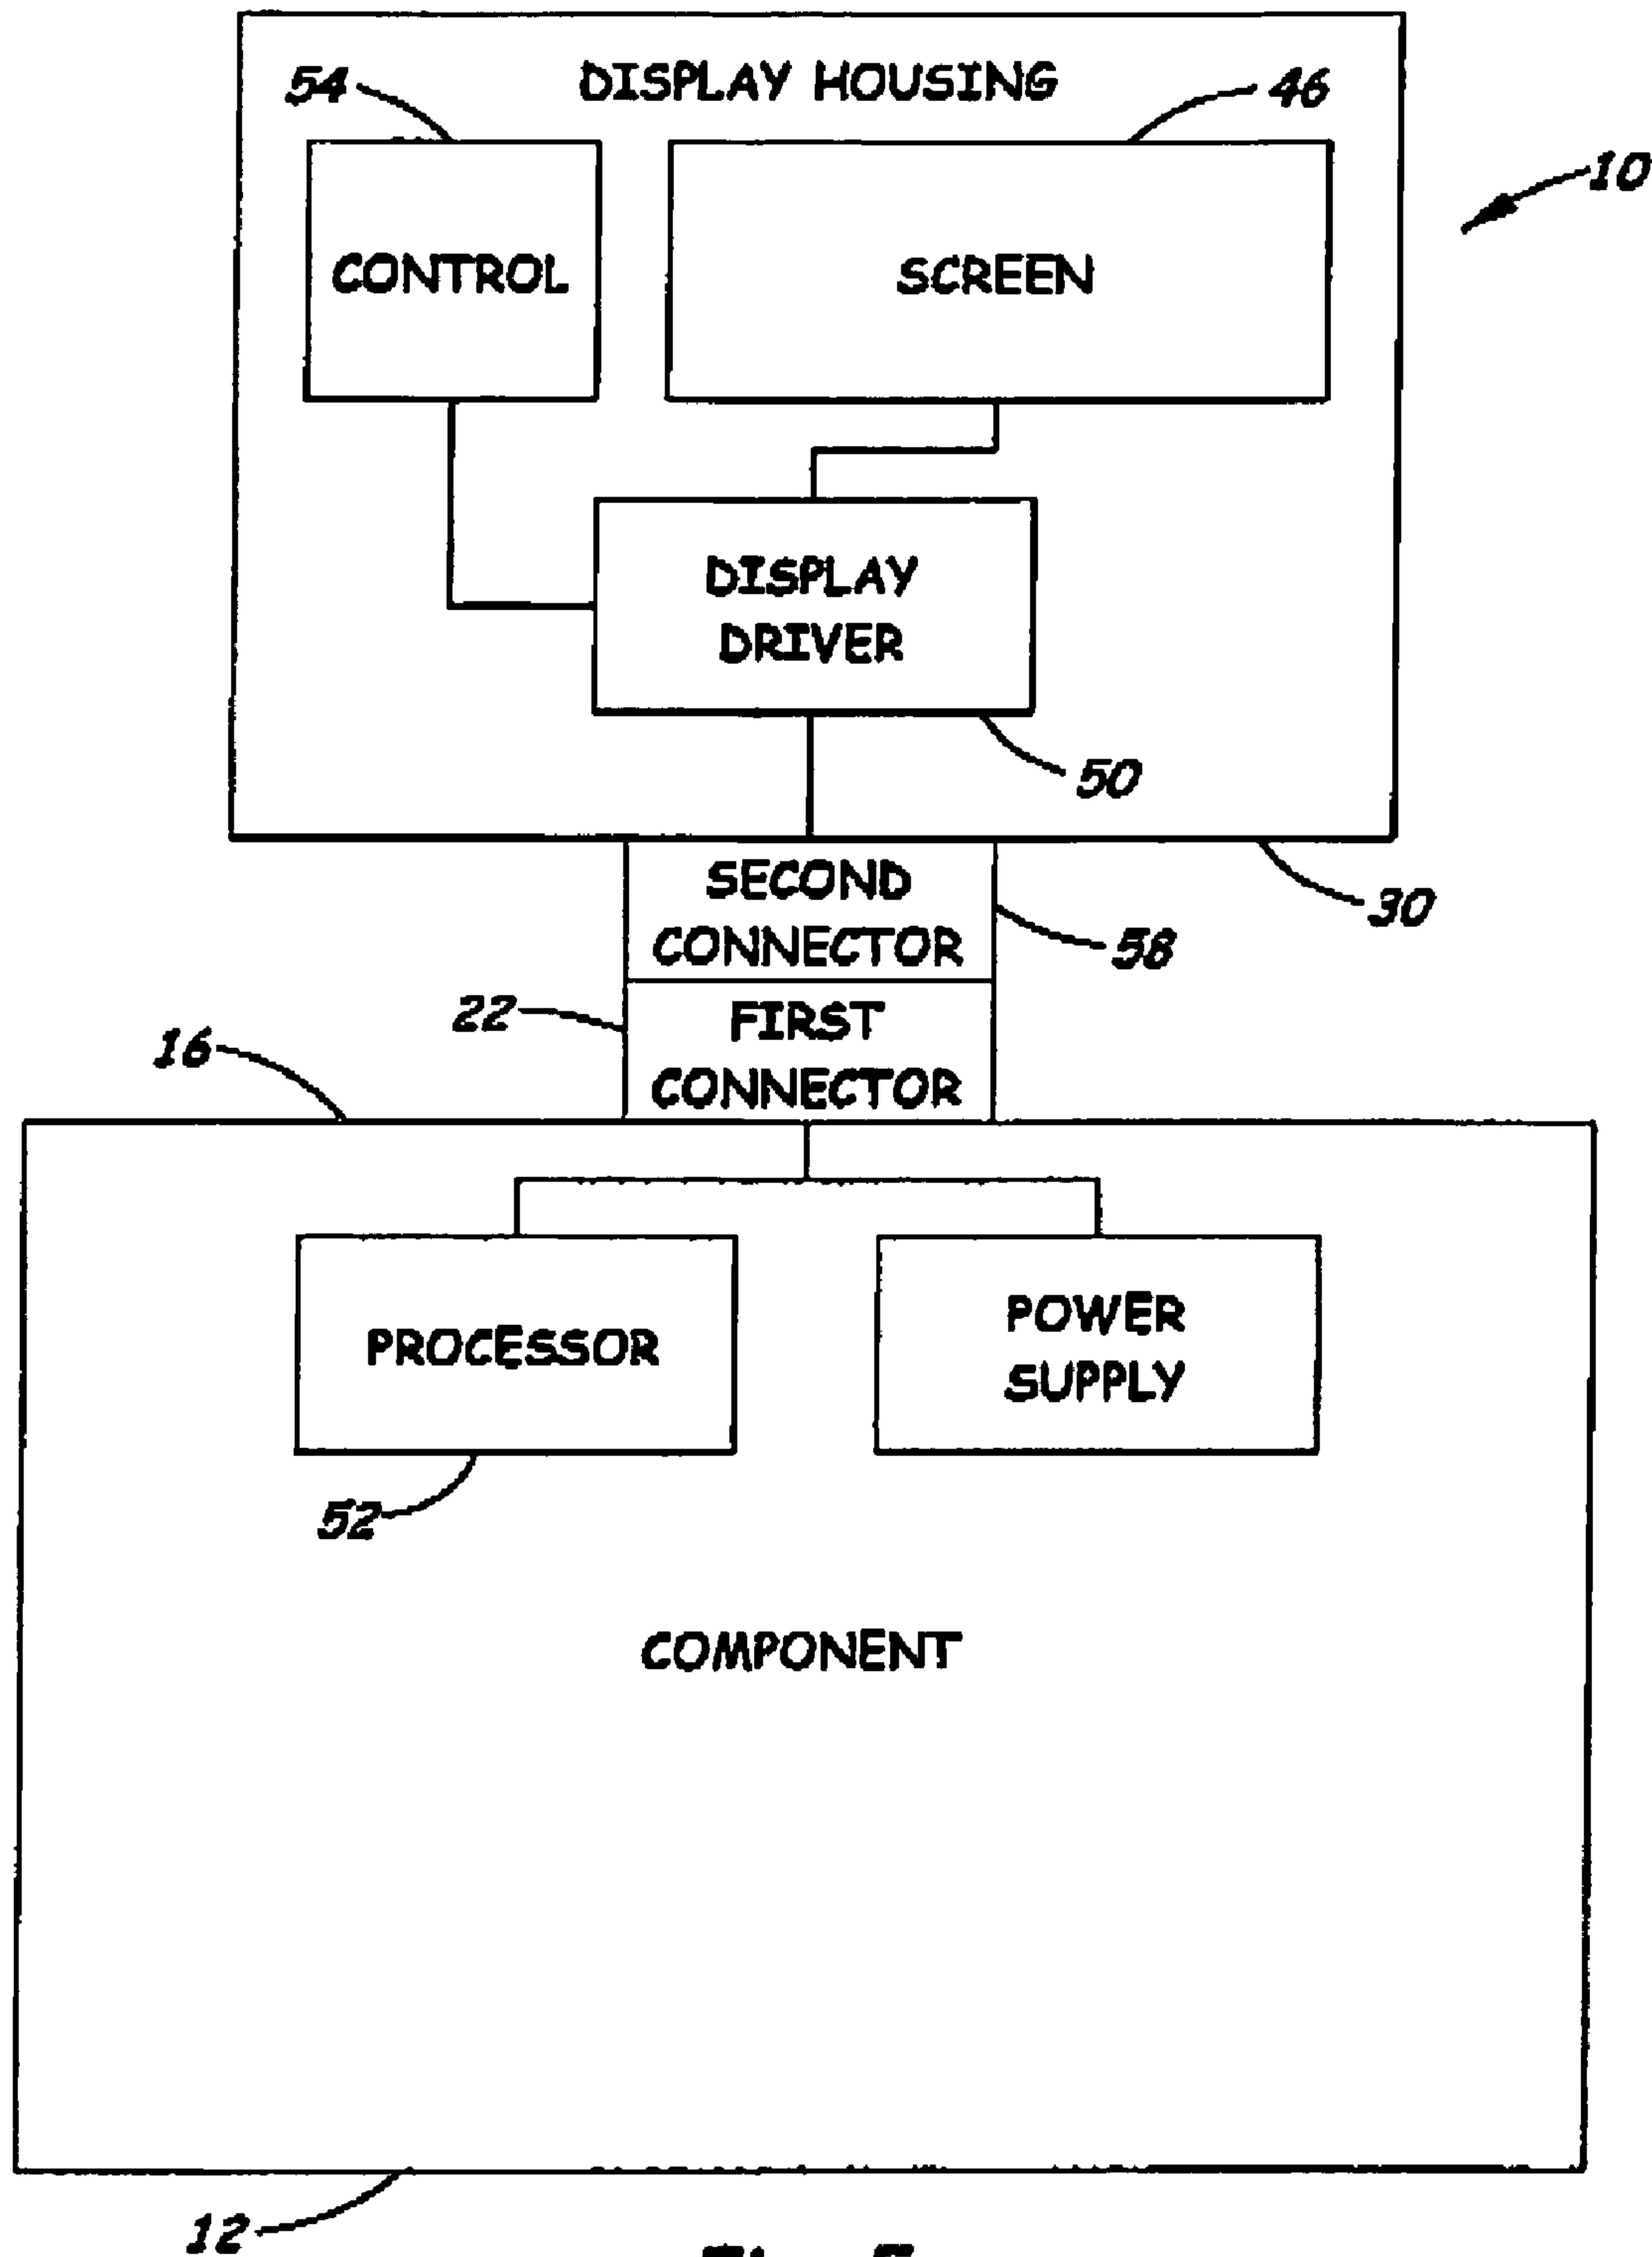 DISPLAY HOUSING
54
46
10
CONTROL
SCREEN
DISPLAY
DRIVER
50
30
SECOND
CONNECTOR
58
22
FIRST
CONNECTOR
16
PROCESSOR
POWER
SUPPLY
52
COMPONENT
12